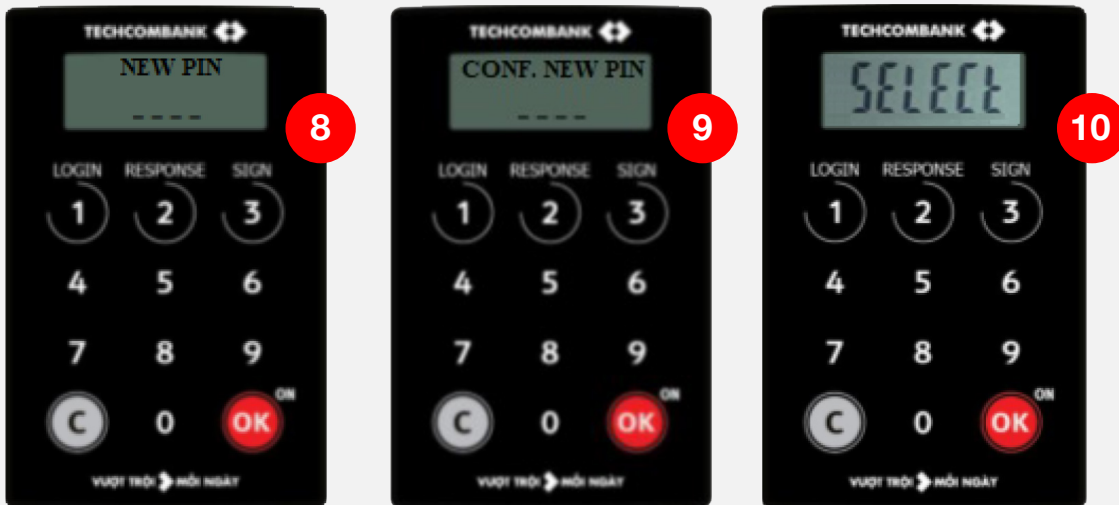 TECHCOMBANK
NEW PIN
_ _ _ _
8
LOGIN RESPONSE SIGN
1 2 3
4 5 6
7 8 9
ON
C 0 OK
VƯỢT TRỘI MỖI NGÀY
TECHCOMBANK
CONF. NEW PIN
_ _ _ _
9
LOGIN RESPONSE SIGN
1 2 3
4 5 6
7 8 9
ON
C 0 OK
VƯỢT TRỘI MỖI NGÀY
TECHCOMBANK
SELECt
10
LOGIN RESPONSE SIGN
1 2 3
4 5 6
7 8 9
ON
C 0 OK
VƯỢT TRỘI MỖI NGÀY